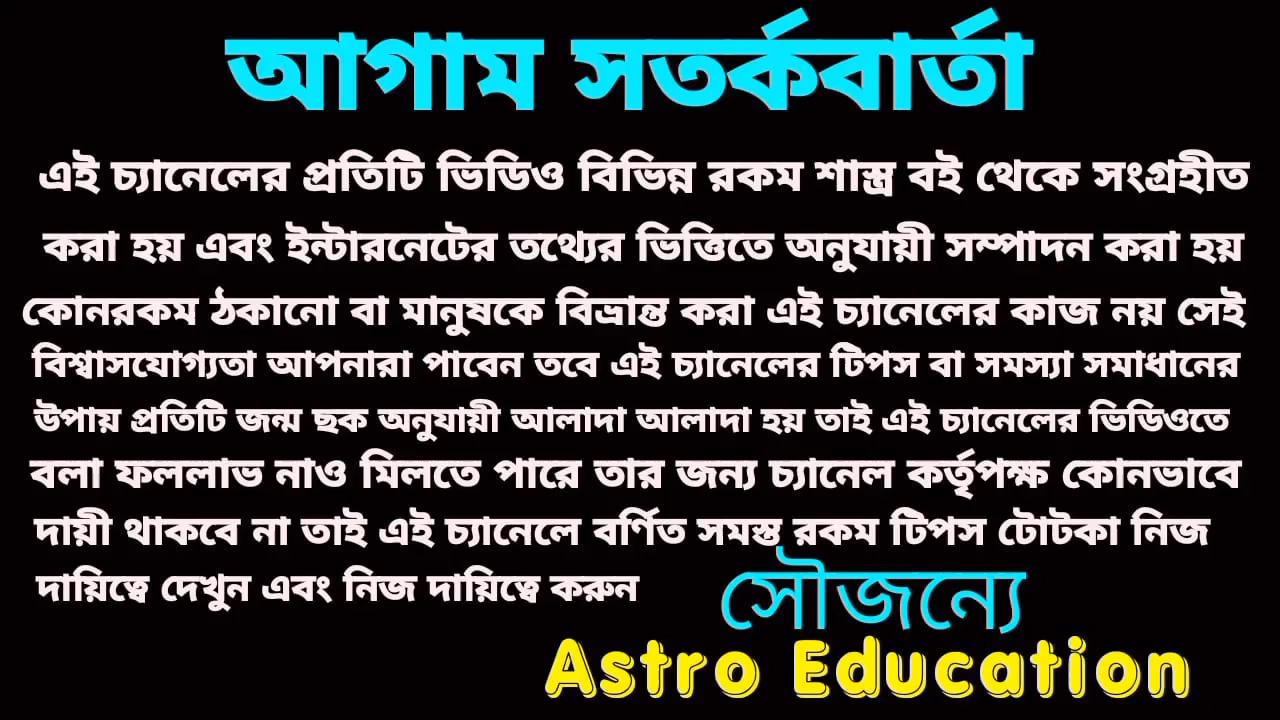 আগাম সতর্কবার্তা
এই চ্যানেলের প্রতিটি ভিডিও বিভিন্ন রকম শাস্ত্র বই থেকে সংগ্রহীত
করা হয় এবং ইন্টারনেটের তথ্যের ভিত্তিতে অনুযায়ী সম্পাদন করা হয়
কোনরকম ঠকানো বা মানুষকে বিভ্রান্ত করা এই চ্যানেলের কাজ নয় সেই
বিশ্বাসযোগ্যতা আপনারা পাবেন তবে এই চ্যানেলের টিপস বা সমস্যা সমাধানের
উপায় প্রতিটি জন্ম ছক অনুযায়ী আলাদা আলাদা হয় তাই এই চ্যানেলের ভিডিওতে
বলা ফললাভ নাও মিলতে পারে তার জন্য চ্যানেল কর্তৃপক্ষ কোনভাবে
দায়ী থাকবে না তাই এই চ্যানেলে বর্ণিত সমস্ত রকম টিপস টোটকা নিজ
দায়িত্বে দেখুন এবং নিজ দায়িত্বে করুন
সৌজন্যে
Astro Education